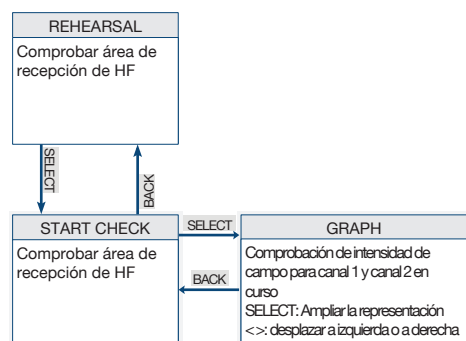 REHEARSAL
Comprobar área de
recepción de HF
SELECT
BACK
START CHECK
Comprobar área de
recepción de HF
SELECT
BACK
GRAPH
Comprobación de intensidad de
campo para canal 1 y canal 2 en
curso
SELECT: Ampliar la representación
<>: desplazar a izquierda o a derecha